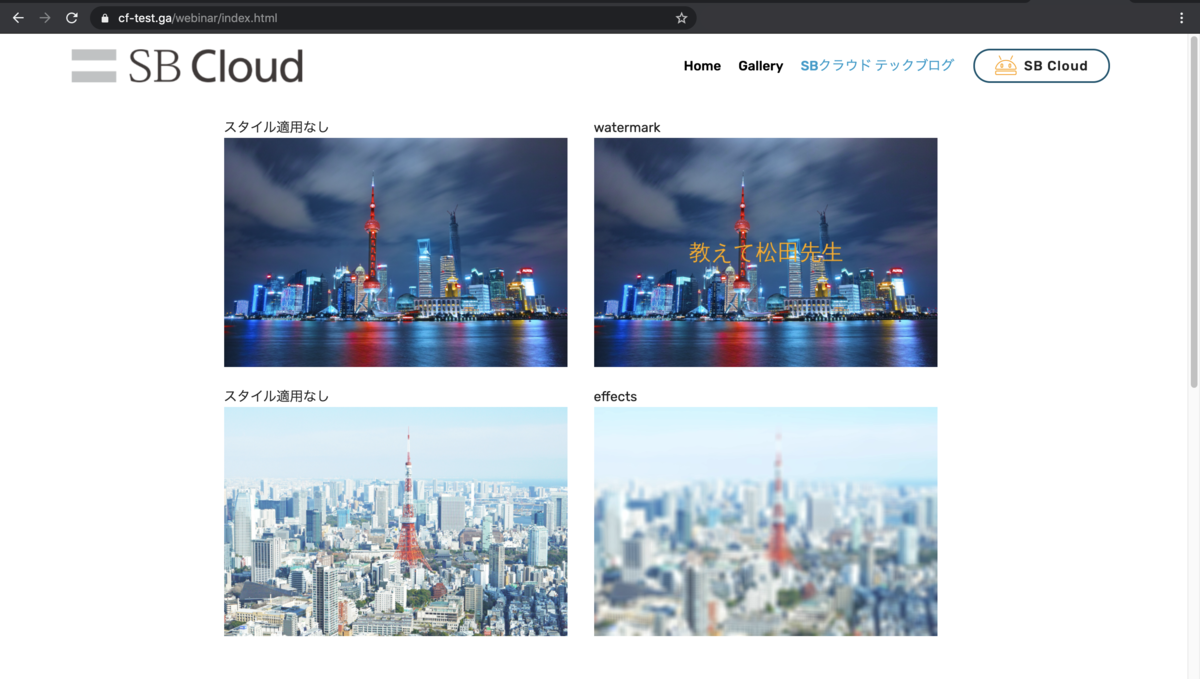 cf-test.ga/webinar/index.html
SB Cloud
Home Gallery SBクラウド テックブログ SB Cloud
スタイル適用なし
watermark
教えて松田先生
スタイル適用なし
effects